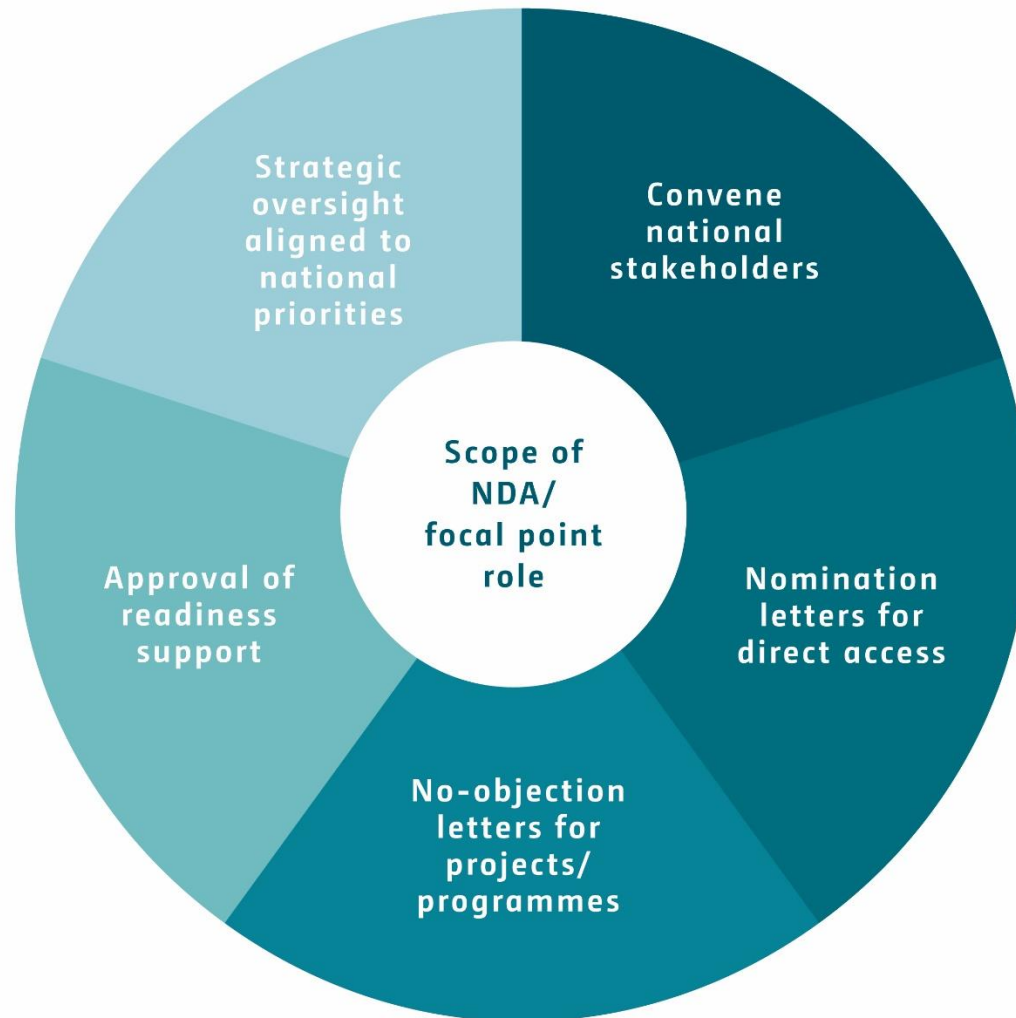 Strategic
oversight
aligned to
national
priorities
Convene
national
stakeholders
Scope of
NDA/
focal point
role
Approval of
readiness
support
Nomination
letters for
direct access
No-objection
letters for
projects/
programmes